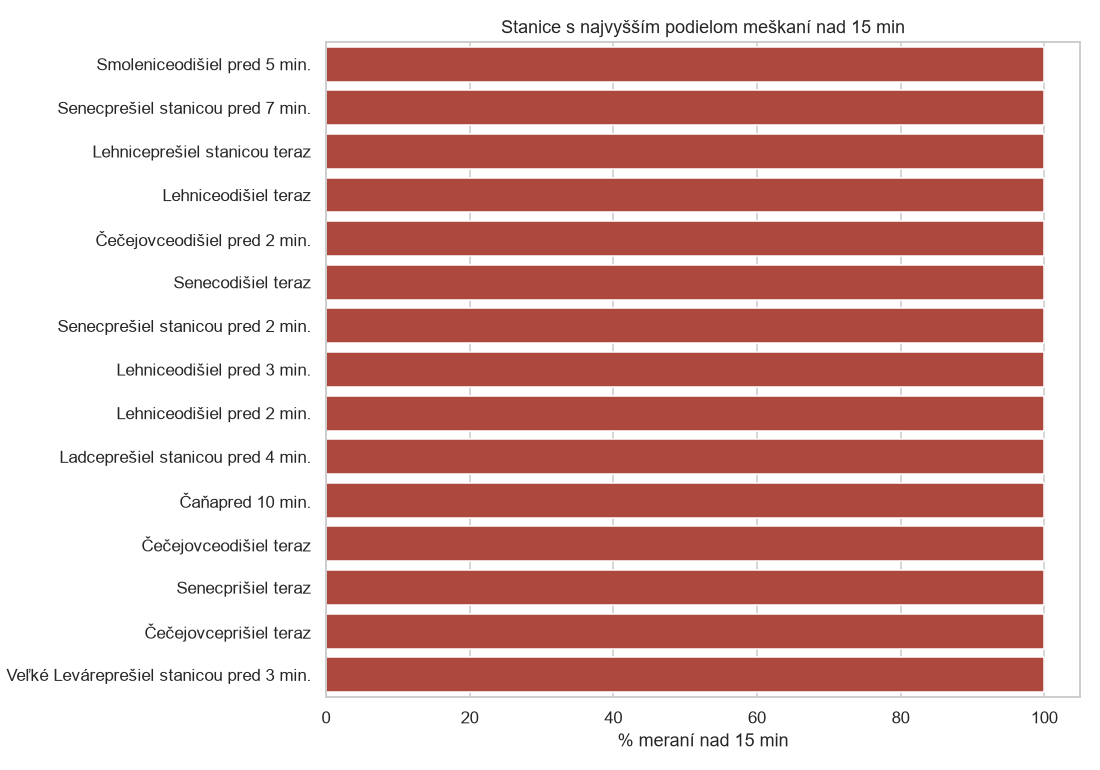 Stanice s najvyšším podielom meškaní nad 15 min
Smoleniceodišiel pred 5 min.
Senecprešiel stanicou pred 7 min.
Lehniceprešiel stanicou teraz
Lehniceodišiel teraz
Čečejovceodišiel pred 2 min.
Senecodišiel teraz
Senecprešiel stanicou pred 2 min.
Lehniceodišiel pred 3 min.
Lehniceodišiel pred 2 min.
Ladceprešiel stanicou pred 4 min.
Čaňapred 10 min.
Čečejovceodišiel teraz
Senecprišiel teraz
Čečejovceprišiel teraz
Veľké Leváreprešiel stanicou pred 3 min.
0 20 40 60 80 100
% meraní nad 15 min